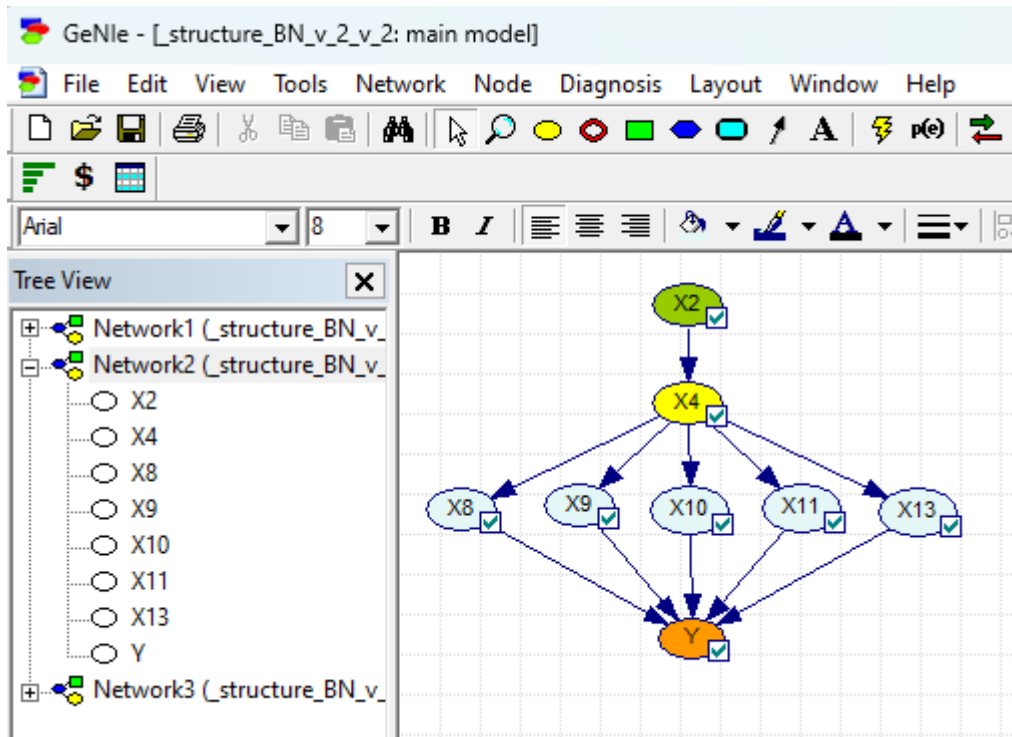 GeNIe - [_structure_BN_v_2_v_2: main model]
File Edit View Tools Network Node Diagnosis Layout Window Help
A p(e)
$
Arial 8 B I A
Tree View
Network1 (_structure_BN_v_
Network2 (_structure_BN_v_
X2
X4
X8
X9
X10
X11
X13
Y
Network3 (_structure_BN_v_
X2
X4
X8 X9 X10 X11 X13
Y